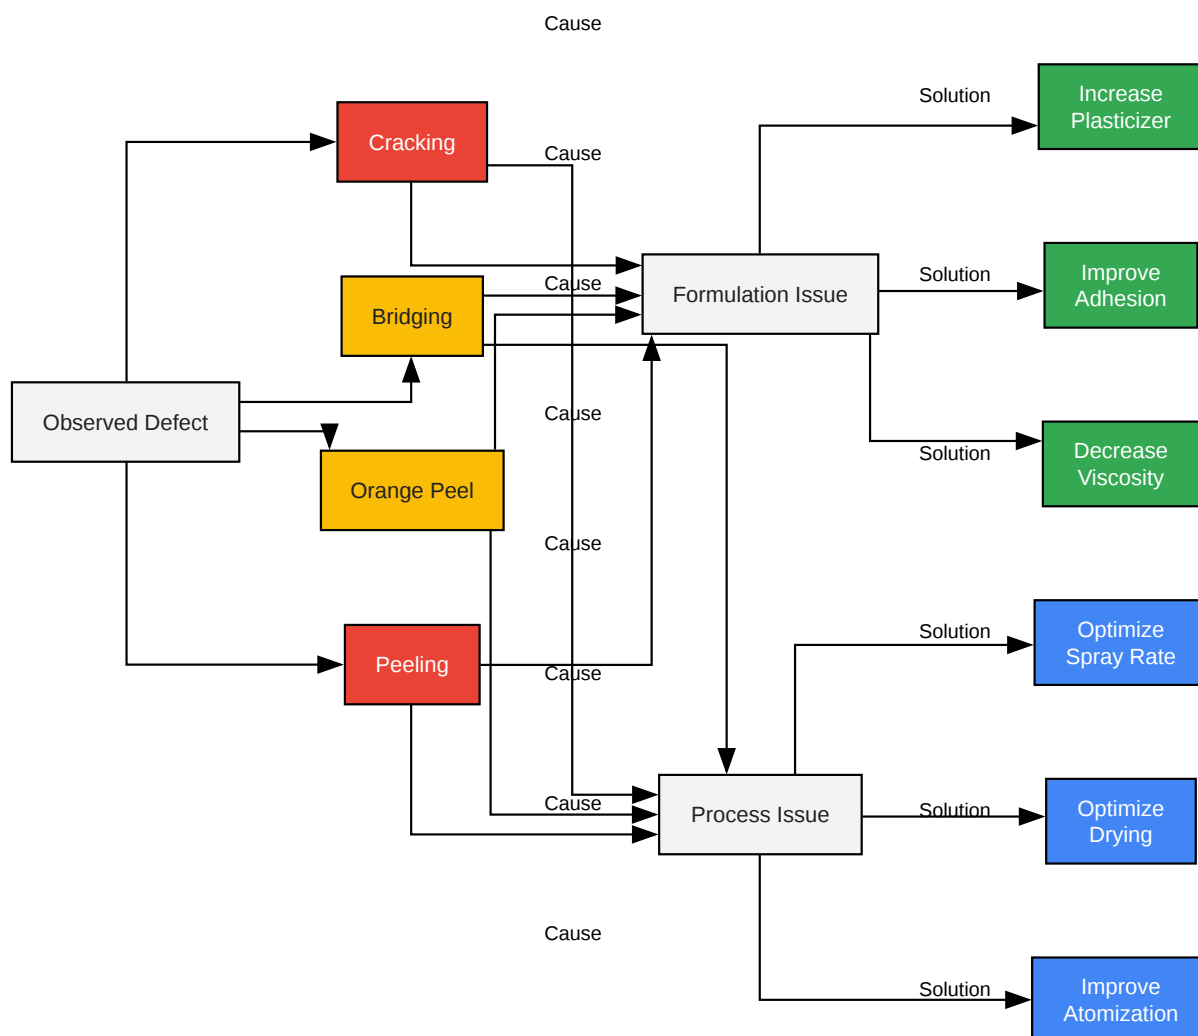 Cause
Solution
Increase
Plasticizer
Cracking
Cause
Solution
Improve
Adhesion
Cause
Formulation Issue
Bridging
Observed Defect
Cause
Solution
Decrease
Viscosity
Orange Peel
Cause
Peeling
Cause
Solution
Optimize
Spray Rate
Cause
Process Issue
Solution
Optimize
Drying
Cause
Solution
Improve
Atomization